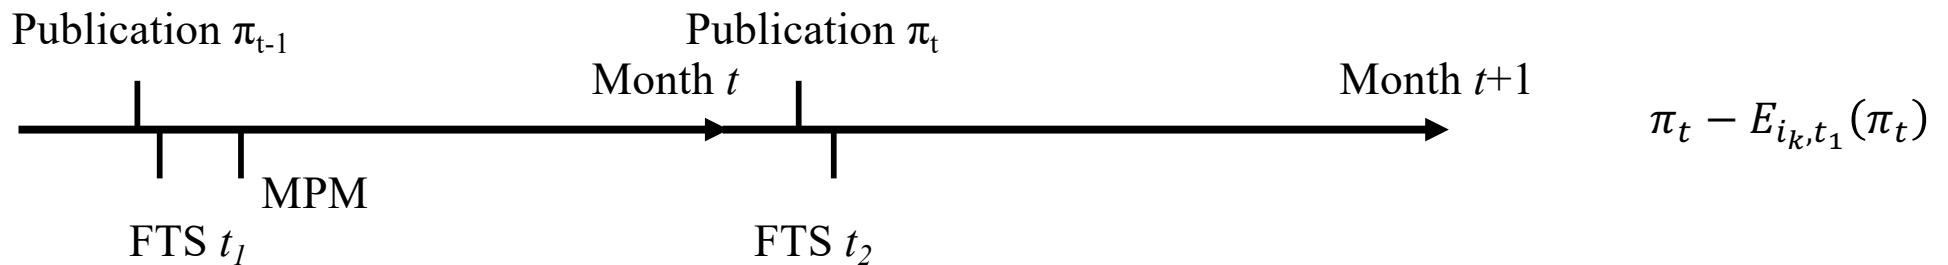 Publication π_{t-1}
Publication π_t
Month t
Month t+1
π_t − E_{i_k,t_1}(π_t)
MPM
FTS t_1
FTS t_2